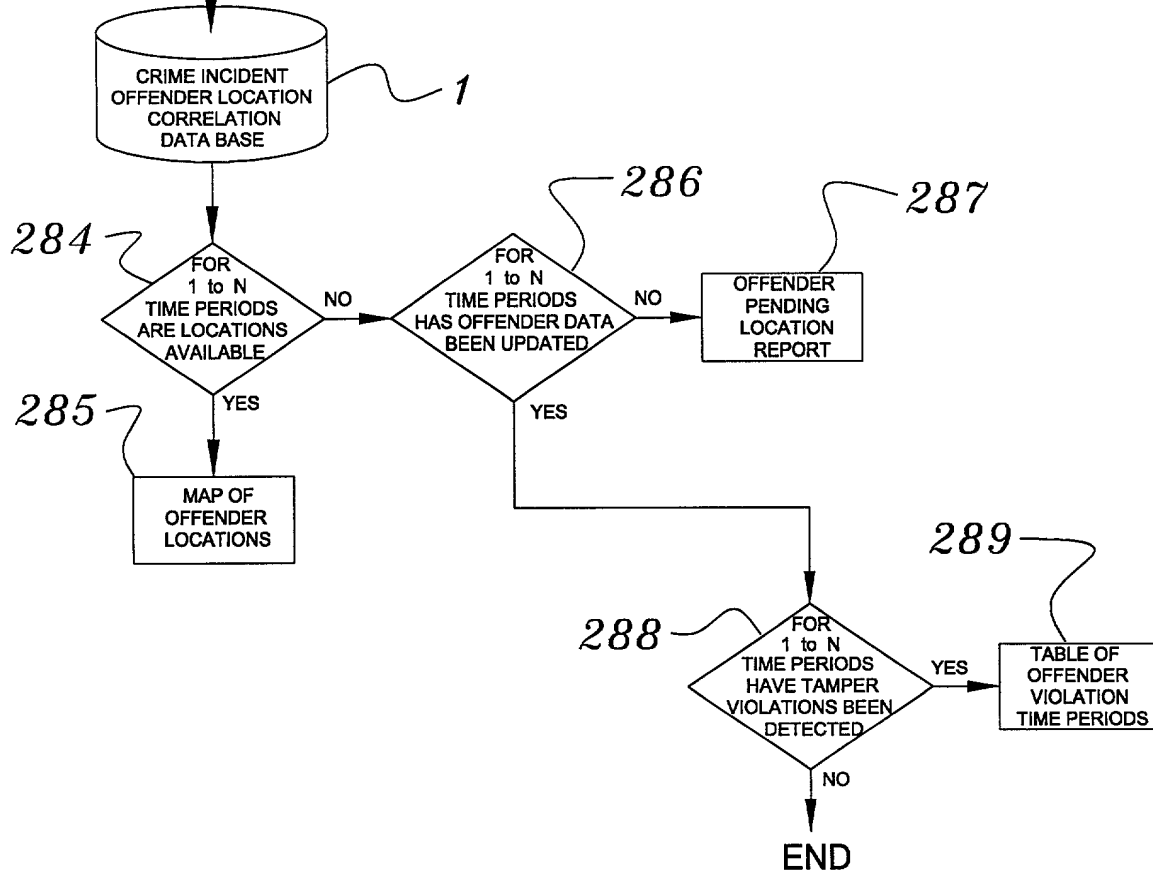 CRIME INCIDENT
OFFENDER LOCATION
CORRELATION
DATA BASE
1
284
FOR
1 to N
TIME PERIODS
ARE LOCATIONS
AVAILABLE
NO
YES
286
FOR
1 to N
TIME PERIODS
HAS OFFENDER DATA
BEEN UPDATED
NO
YES
287
OFFENDER
PENDING
LOCATION
REPORT
285
MAP OF
OFFENDER
LOCATIONS
288
FOR
1 to N
TIME PERIODS
HAVE TAMPER
VIOLATIONS BEEN
DETECTED
YES
NO
289
TABLE OF
OFFENDER
VIOLATION
TIME PERIODS
END